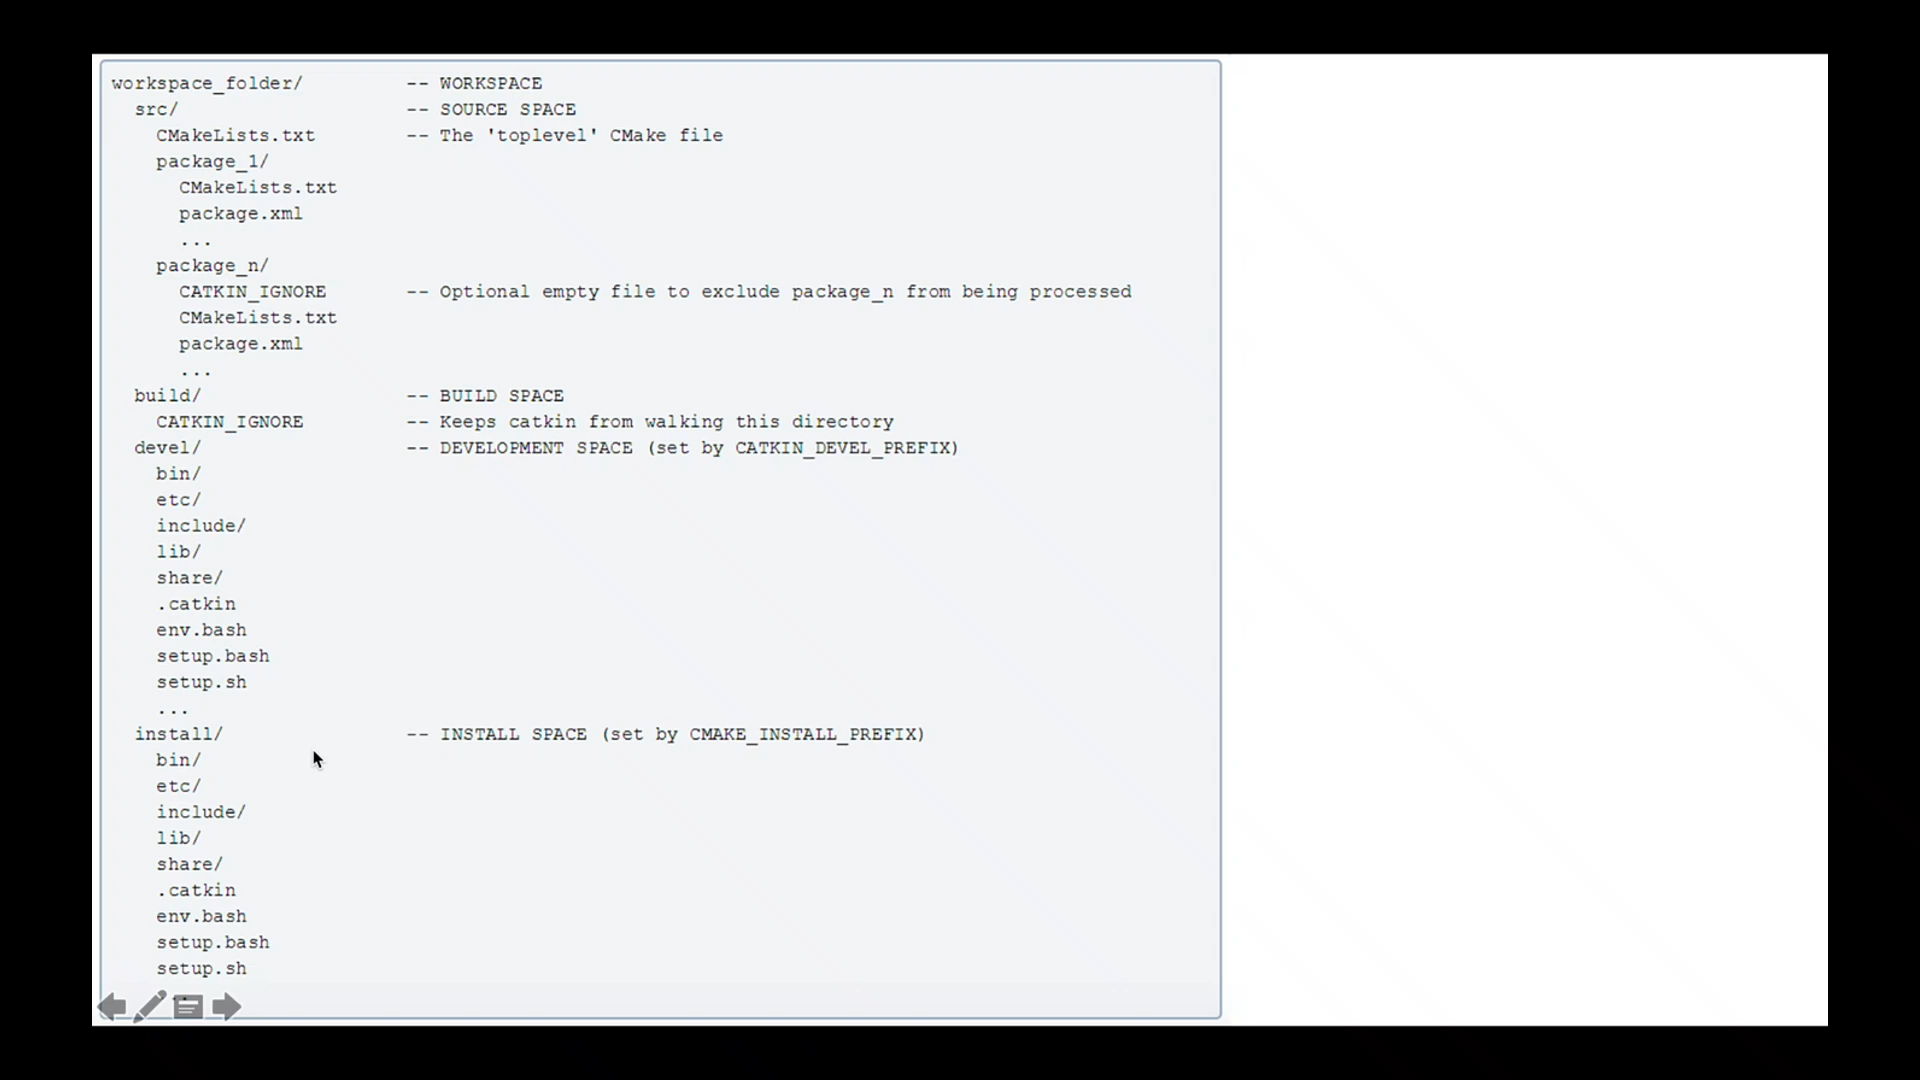 workspace_folder/ -- WORKSPACE
src/ -- SOURCE SPACE
CMakeLists.txt -- The 'toplevel' CMake file
package_1/
CMakeLists.txt
package.xml
...
package_n/
CATKIN_IGNORE -- Optional empty file to exclude package_n from being processed
CMakeLists.txt
package.xml
...
build/ -- BUILD SPACE
CATKIN_IGNORE -- Keeps catkin from walking this directory
devel/ -- DEVELOPMENT SPACE (set by CATKIN_DEVEL_PREFIX)
bin/
etc/
include/
lib/
share/
.catkin
env.bash
setup.bash
setup.sh
...
install/ -- INSTALL SPACE (set by CMAKE_INSTALL_PREFIX)
bin/
etc/
include/
lib/
share/
.catkin
env.bash
setup.bash
setup.sh